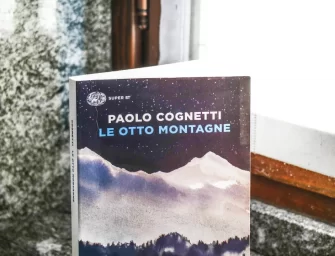 SUPER ET
PAOLO COGNETTI
LE OTTO MONTAGNE